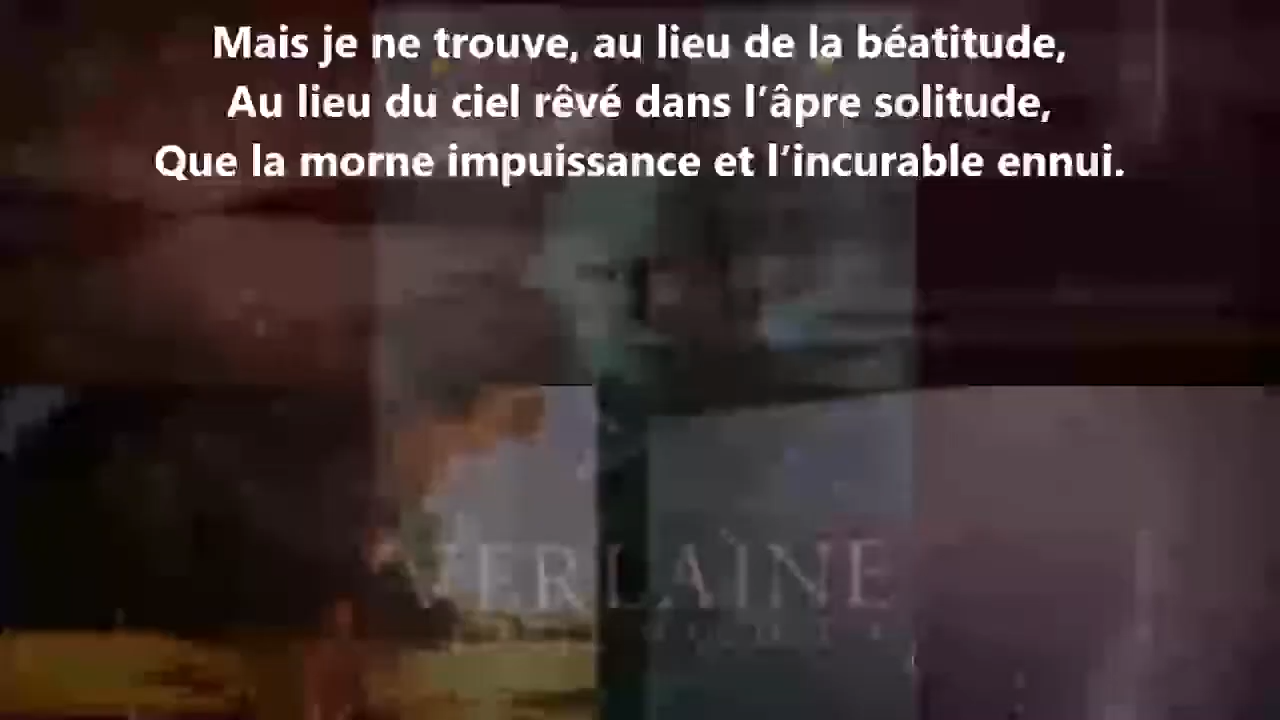 Mais je ne trouve, au lieu de la béatitude,
Au lieu du ciel rêvé dans l’âpre solitude,
Que la morne impuissance et l’incurable ennui.
VERLAINE